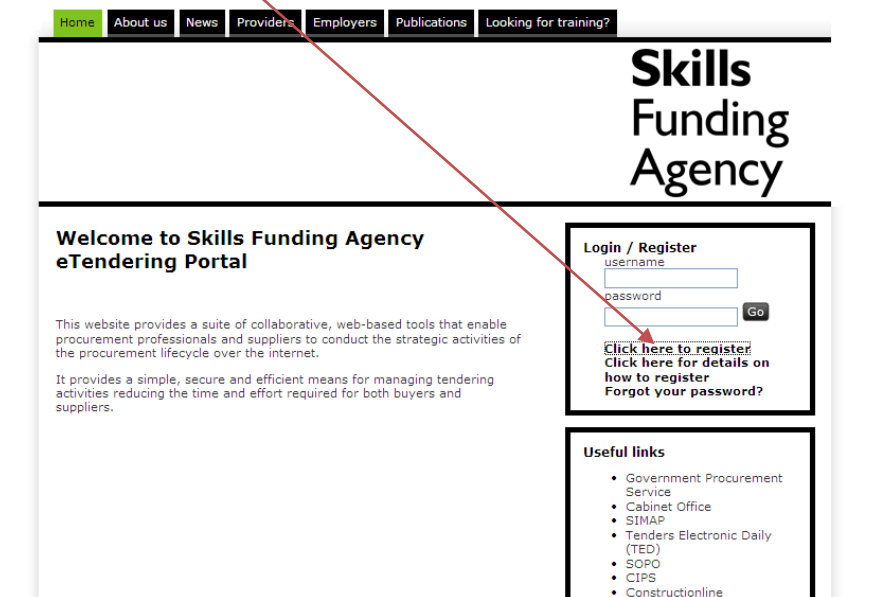 Home About us News Providers Employers Publications Looking for training?
Skills
Funding
Agency
Welcome to Skills Funding Agency
eTendering Portal
This website provides a suite of collaborative, web-based tools that enable
procurement professionals and suppliers to conduct the strategic activities of
the procurement lifecycle over the internet.
It provides a simple, secure and efficient means for managing tendering
activities reducing the time and effort required for both buyers and
suppliers.
Login / Register
username
password
Go
Click here to register
Click here for details on
how to register
Forgot your password?
Useful links
• Government Procurement
Service
• Cabinet Office
• SIMAP
• Tenders Electronic Daily
(TED)
• SOPO
• CIPS
• Constructionline